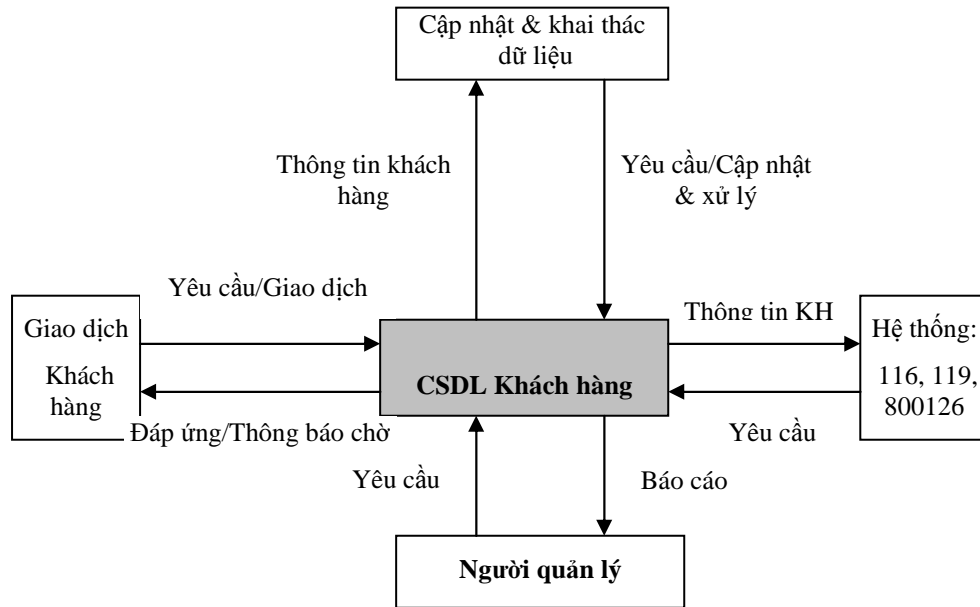 Cập nhật & khai thác
dữ liệu
Thông tin khách
hàng
Yêu cầu/Cập nhật
& xử lý
Yêu cầu/Giao dịch
Thông tin KH
Giao dịch
Khách
hàng
CSDL Khách hàng
Hệ thống:
116, 119,
800126
Đáp ứng/Thông báo chờ
Yêu cầu
Yêu cầu
Báo cáo
Người quản lý